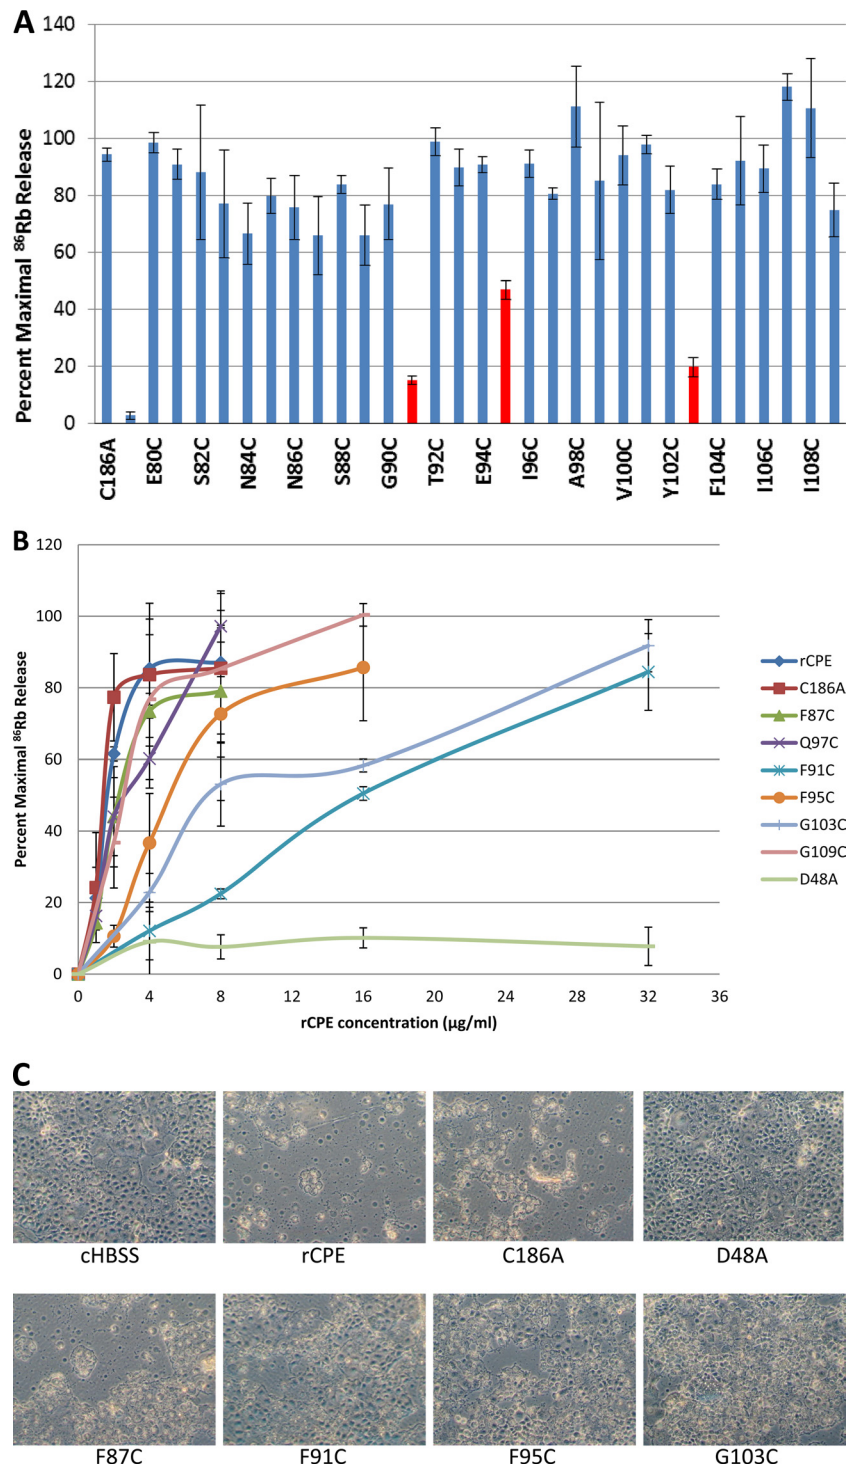 A
Percent Maximal ⁸⁶Rb Release
140
120
100
80
60
40
20
0
C186A
E80C
S82C
N84C
N86C
S88C
G90C
T92C
E94C
I96C
A98C
V100C
Y102C
F104C
I106C
I108C
B
Percent Maximal ⁸⁶Rb Release
120
100
80
60
40
20
0
0 4 8 12 16 20 24 28 32 36
rCPE concentration (µg/ml)
rCPE
C186A
F87C
Q97C
F91C
F95C
G103C
G109C
D48A
C
cHBSS rCPE C186A D48A
F87C F91C F95C G103C